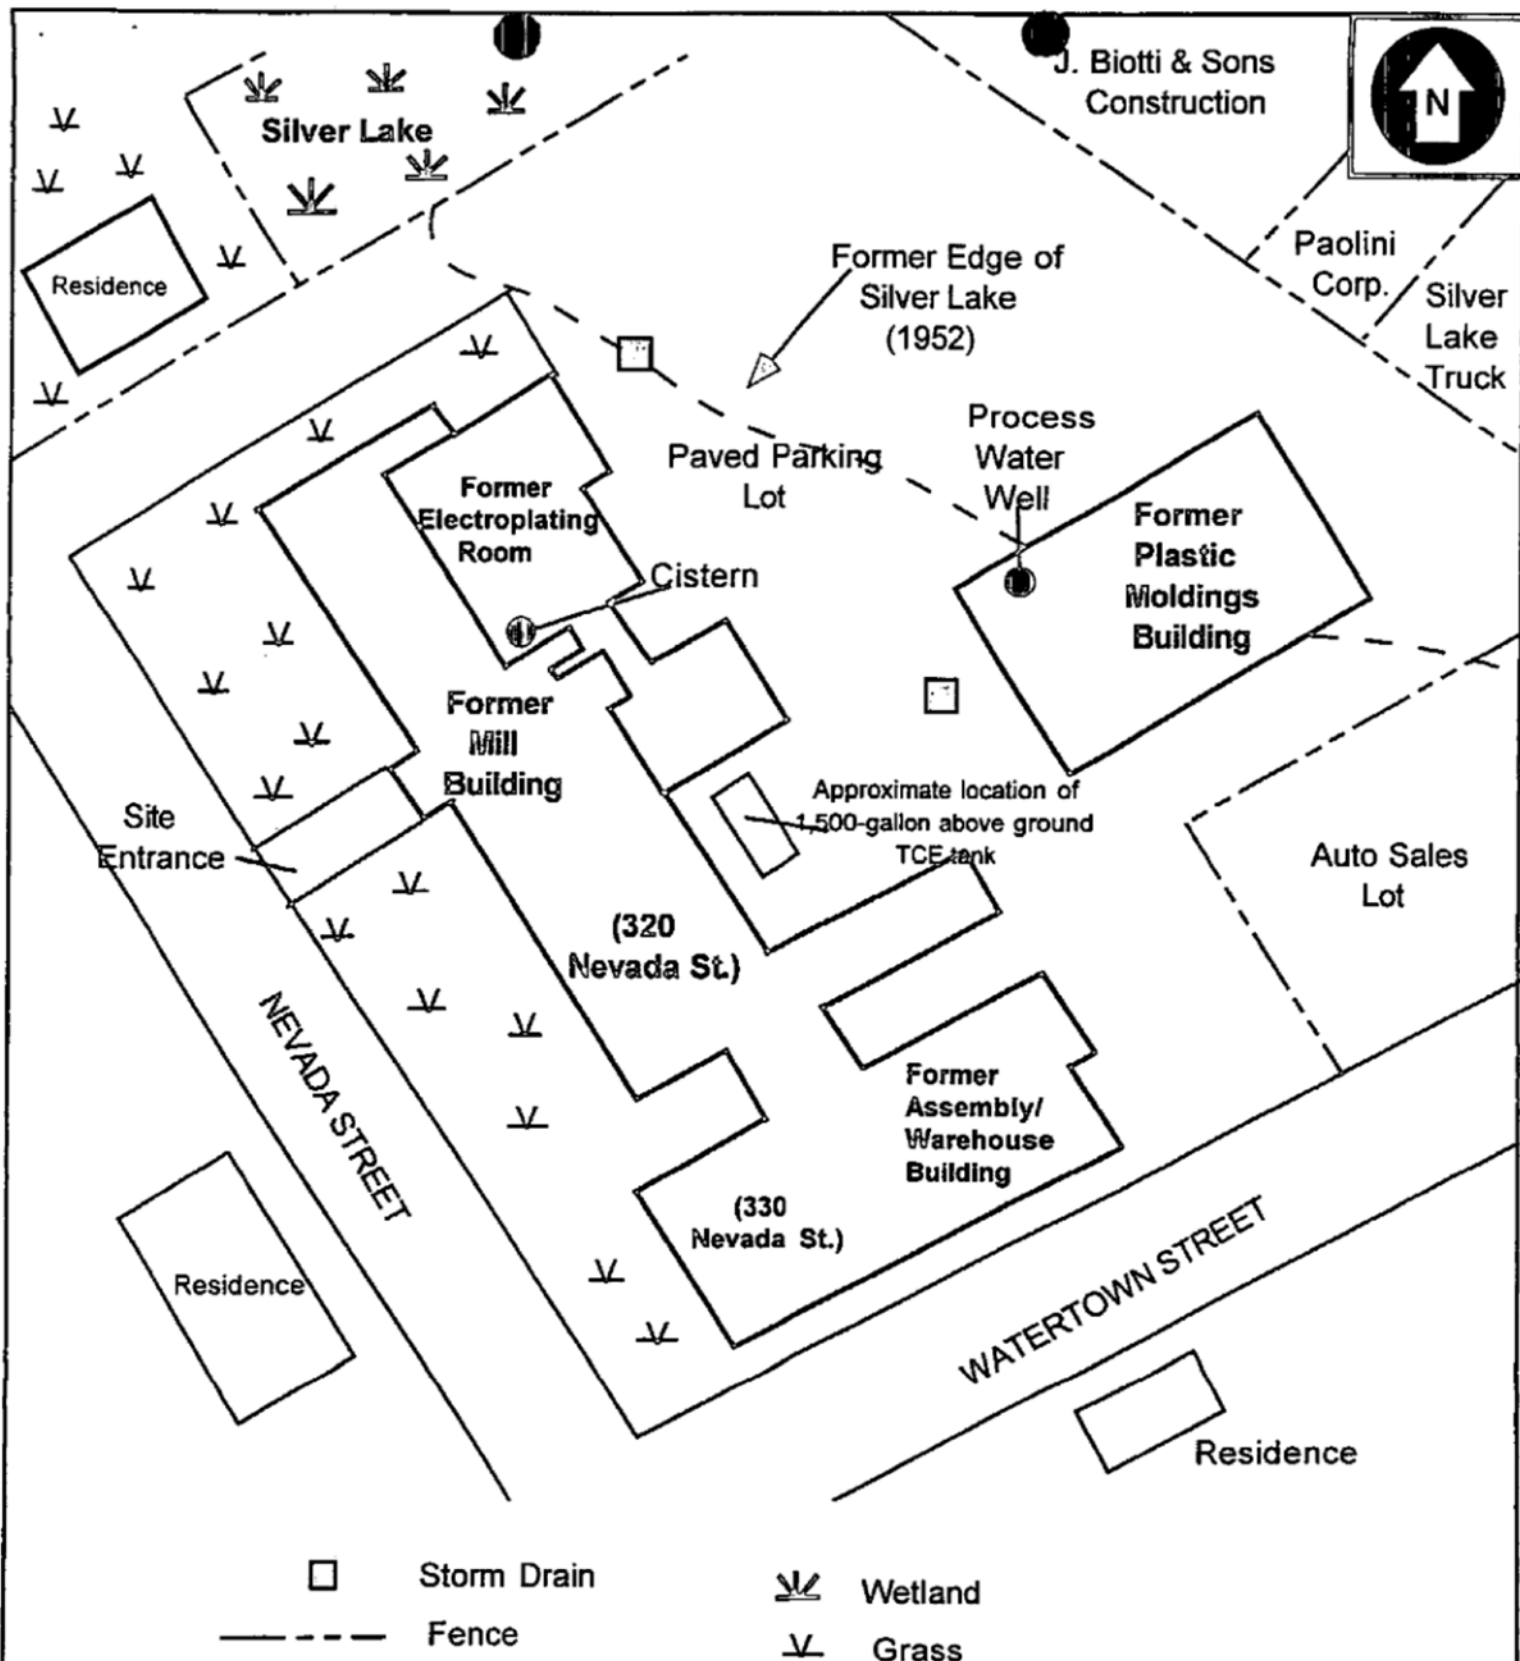 J. Biotti & Sons
Construction
N
Silver Lake
Paolini
Corp.
Silver
Lake
Truck
Residence
Former Edge of
Silver Lake
(1952)
Process
Water
Well
Paved Parking
Lot
Former
Electroplating
Room
Former
Plastic
Moldings
Building
Cistern
Former
Mill
Building
Approximate location of
1,500-gallon above ground
TCE tank
Site
Entrance
Auto Sales
Lot
(320
Nevada St.)
NEVADA STREET
Former
Assembly/
Warehouse
Building
(330
Nevada St.)
Residence
WATERTOWN STREET
Residence
Storm Drain
Wetland
Fence
Grass